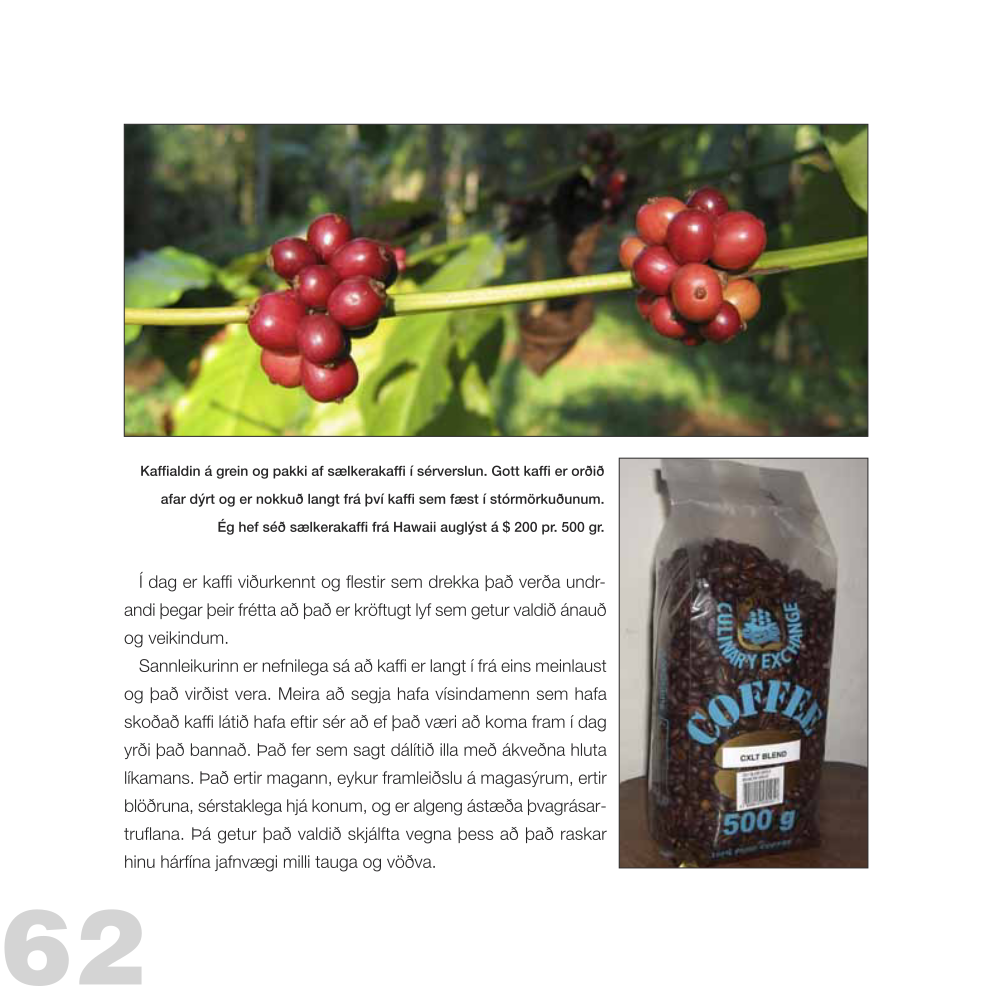 Kaffialdin á grein og pakki af sælkerakaffi í sérverslun. Gott kaffi er orðið
afar dýrt og er nokkuð langt frá því kaffi sem fæst í stórmörkuðunum.
Ég hef séð sælkerakaffi frá Hawaii auglýst á $ 200 pr. 500 gr.
Í dag er kaffi viðurkennt og flestir sem drekka það verða undr-
andi þegar þeir frétta að það er kröftugt lyf sem getur valdið ánauð
og veikindum.
Sannleikurinn er nefnilega sá að kaffi er langt í frá eins meinlaust
og það virðist vera. Meira að segja hafa vísindamenn sem hafa
skoðað kaffi látið hafa eftir sér að ef það væri að koma fram í dag
yrði það bannað. Það fer sem sagt dálítið illa með ákveðna hluta
líkamans. Það ertir magann, eykur framleiðslu á magasýrum, ertir
blöðruna, sérstaklega hjá konum, og er algeng ástæða þvagrásar-
truflana. Þá getur það valdið skjálfta vegna þess að það raskar
hinu hárfína jafnvægi milli tauga og vöðva.
CULINARY EXCHANGE
COFFEE
CXLT BLEND
500 g
100% PURE COFFEE
62